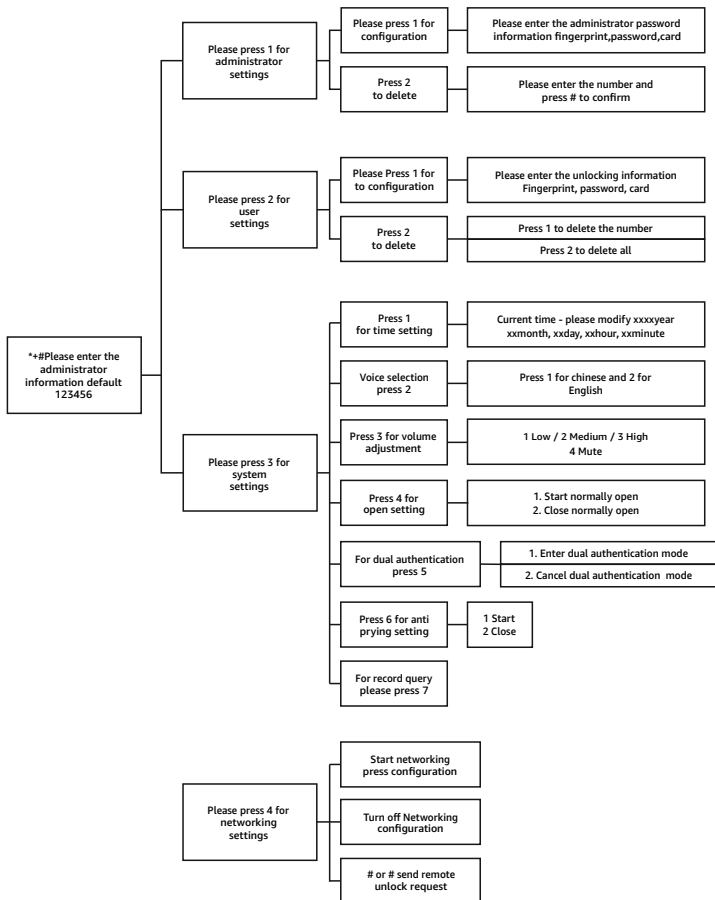 *+#Please enter the
administrator
information default
123456
Please press 1 for
administrator
settings
Please press 1 for
configuration
Please enter the administrator password
information fingerprint,password,card
Press 2
to delete
Please enter the number and
press # to confirm
Please press 2 for
user
settings
Please Press 1 for
to configuration
Please enter the unlocking information
Fingerprint, password, card
Press 2
to delete
Press 1 to delete the number
Press 2 to delete all
Please press 3 for
system
settings
Press 1
for time setting
Current time - please modify xxxxyear
xxmonth, xxday, xxhour, xxminute
Voice selection
press 2
Press 1 for chinese and 2 for
English
Press 3 for volume
adjustment
1 Low / 2 Medium / 3 High
4 Mute
Press 4 for
open setting
1. Start normally open
2. Close normally open
For dual authentication
press 5
1. Enter dual authentication mode
2. Cancel dual authentication mode
Press 6 for anti
prying setting
1 Start
2 Close
For record query
please press 7
Please press 4 for
networking
settings
Start networking
press configuration
Turn off Networking
configuration
# or # send remote
unlock request